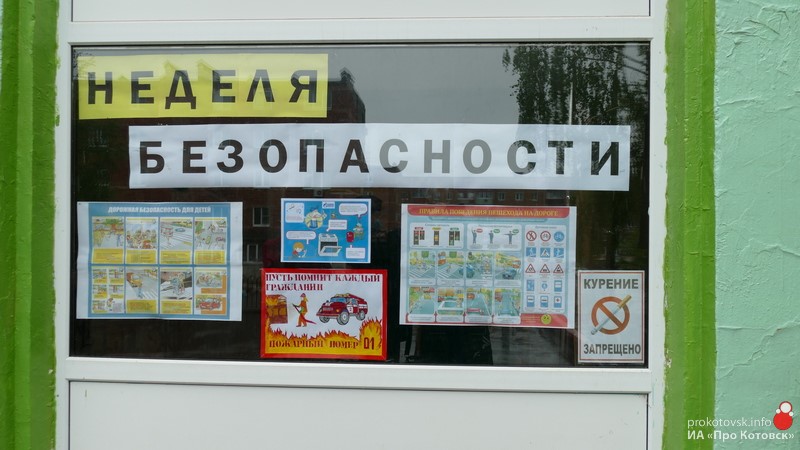 НЕДЕЛЯ
БЕЗОПАСНОСТИ
ДОРОЖНАЯ БЕЗОПАСНОСТЬ ДЛЯ ДЕТЕЙ
ПРАВИЛА ПОВЕДЕНИЯ ПЕШЕХОДА НА ДОРОГЕ
ПУСТЬ ПОМНИТ КАЖДЫЙ
ГРАЖДАНИН
ПОЖАРНЫЙ НОМЕР 01
КУРЕНИЕ
ЗАПРЕЩЕНО
prokotovsk.info
ИА «Про Котовск»